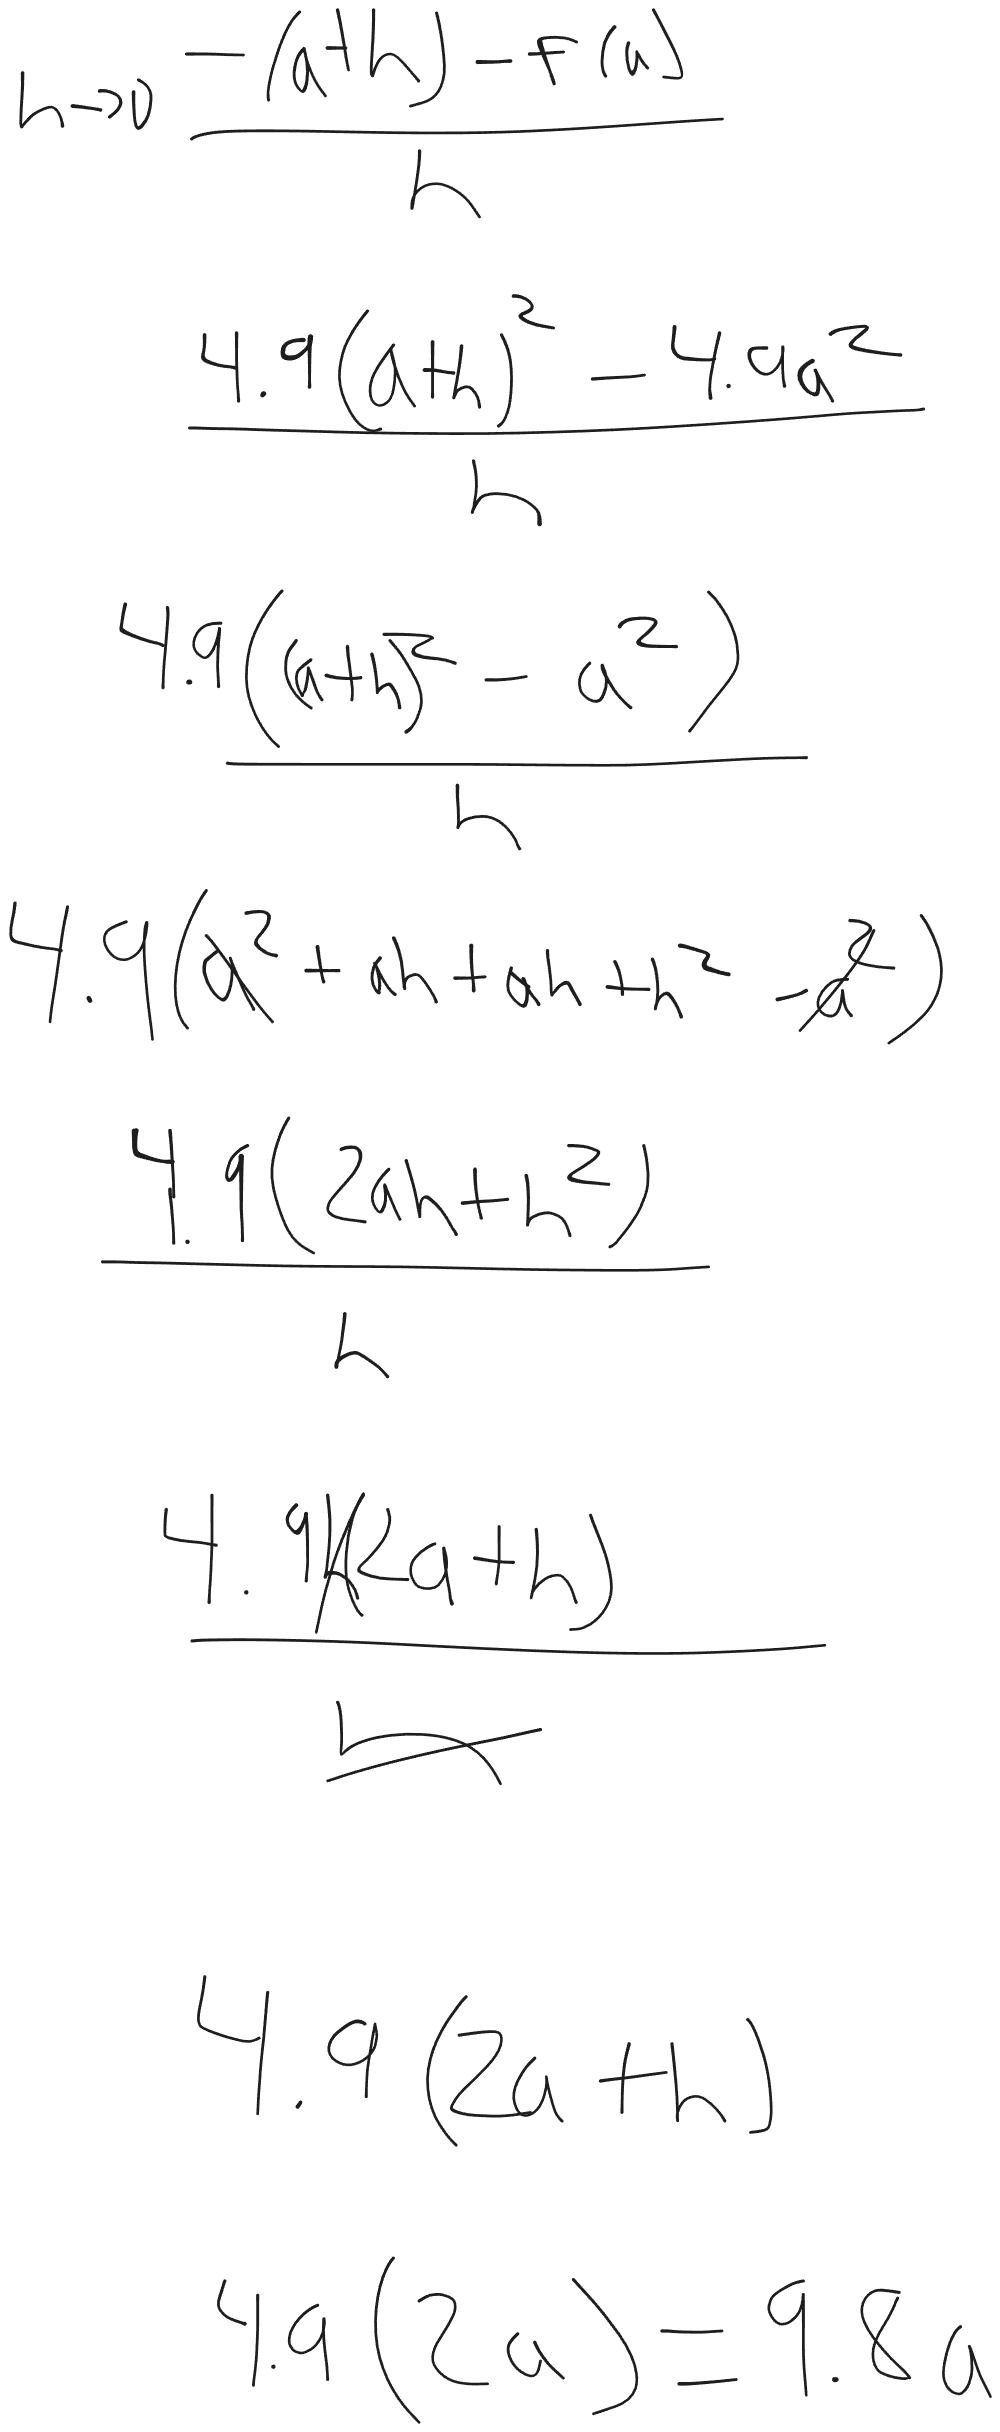 h→0 -(a+h) - f(a)
h
4.9(a+h)² - 4.9a²
h
4.9((a+h)² - a²)
h
4.9(a² + ah + ah + h² - a²)
4.9(2ah + h²)
h
4.9h(2a+h)
h
4.9(2a+h)
4.9(2a) = 9.8a